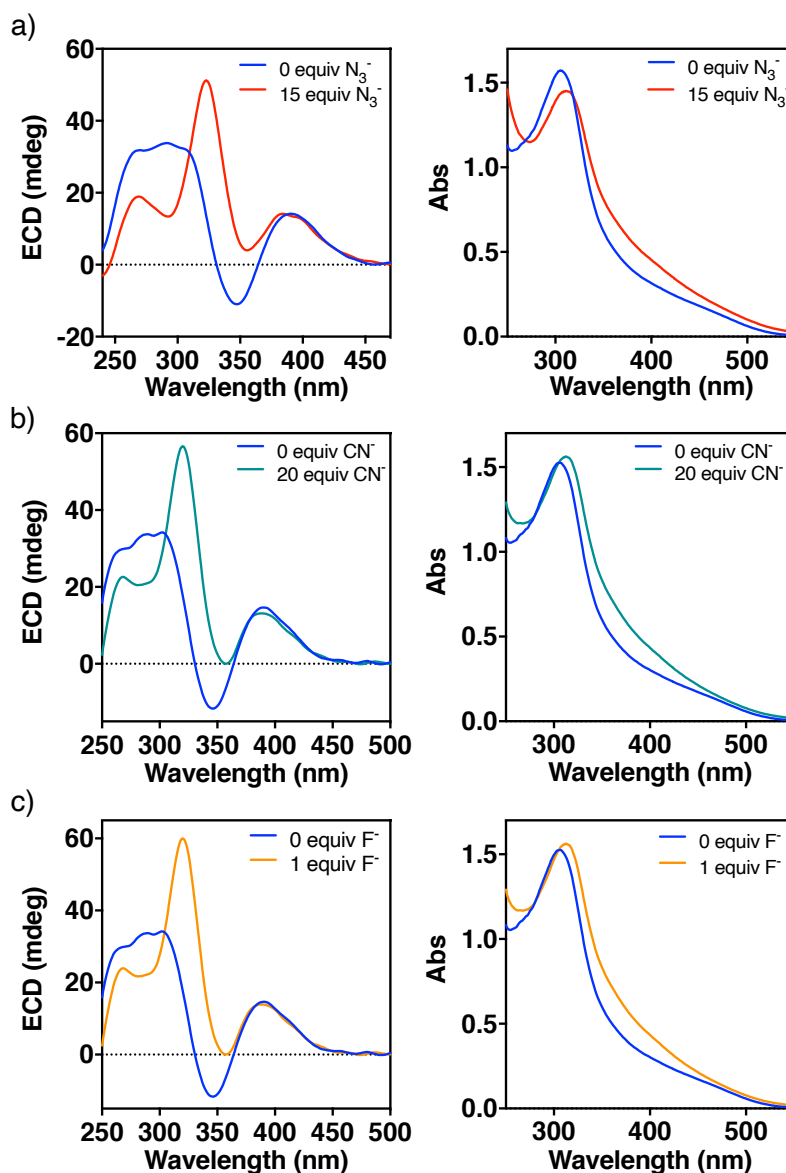 a)
60
40
20
0
-20
ECD (mdeg)
0 equiv N₃⁻
15 equiv N₃⁻
250 300 350 400 450
Wavelength (nm)
1.5
1.0
0.5
0.0
Abs
0 equiv N₃⁻
15 equiv N₃⁻
300 400 500
Wavelength (nm)
b)
60
40
20
0
ECD (mdeg)
0 equiv CN⁻
20 equiv CN⁻
250 300 350 400 450 500
Wavelength (nm)
1.5
1.0
0.5
0.0
Abs
0 equiv CN⁻
20 equiv CN⁻
300 400 500
Wavelength (nm)
c)
60
40
20
0
ECD (mdeg)
0 equiv F⁻
1 equiv F⁻
250 300 350 400 450 500
Wavelength (nm)
1.5
1.0
0.5
0.0
Abs
0 equiv F⁻
1 equiv F⁻
300 400 500
Wavelength (nm)